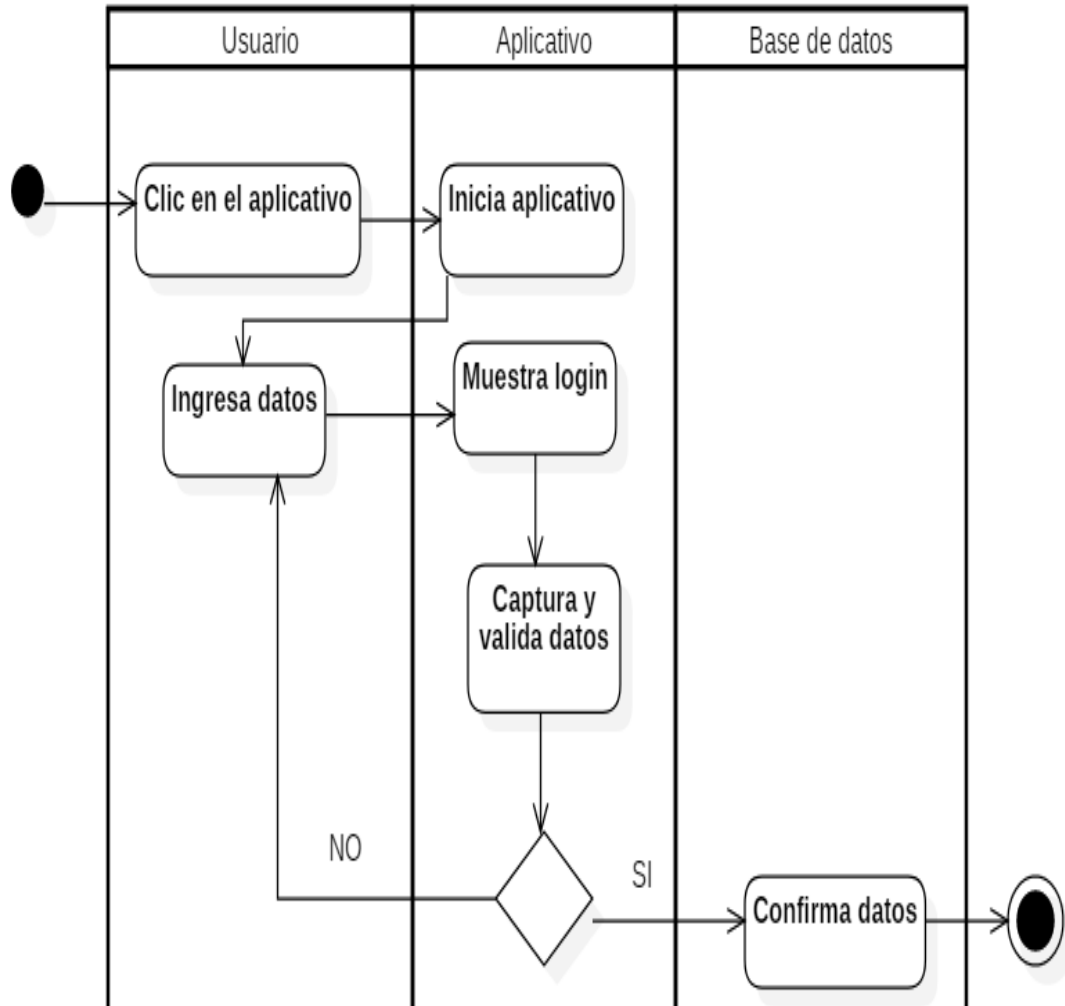 Usuario
Aplicativo
Base de datos
Clic en el aplicativo
Inicia aplicativo
Ingresa datos
Muestra login
Captura y
valida datos
NO
SI
Confirma datos